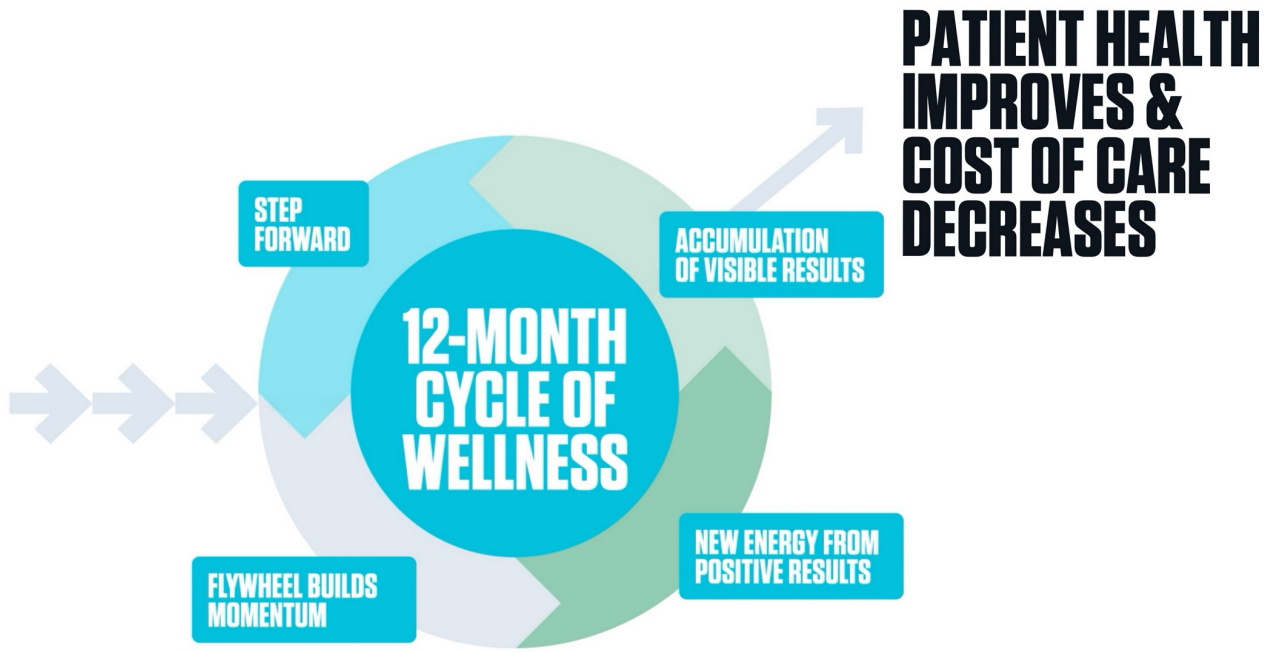 PATIENT HEALTH
IMPROVES &
COST OF CARE
DECREASES
STEP
FORWARD
ACCUMULATION
OF VISIBLE RESULTS
12-MONTH
CYCLE OF
WELLNESS
NEW ENERGY FROM
POSITIVE RESULTS
FLYWHEEL BUILDS
MOMENTUM